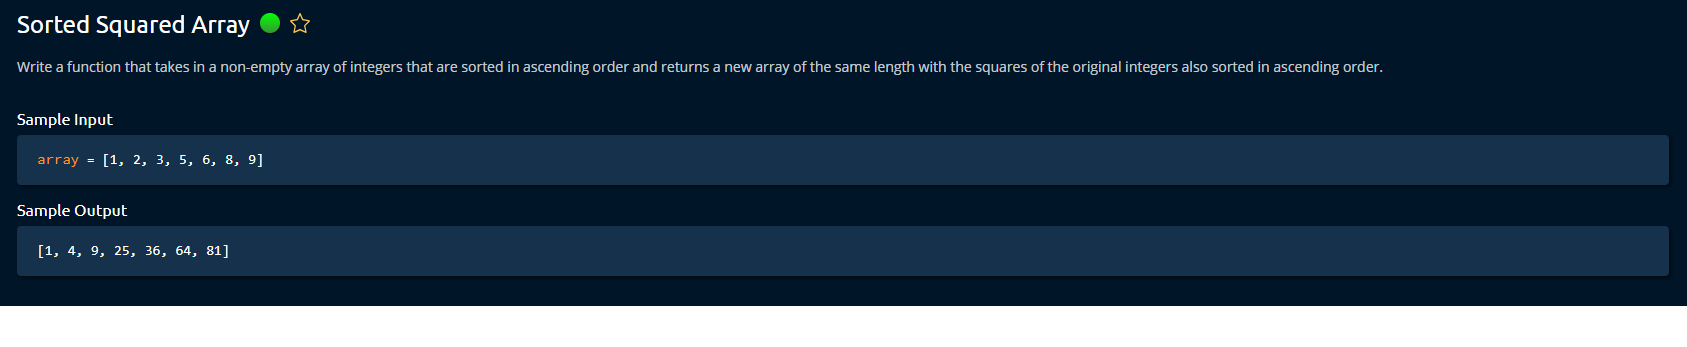 Sorted Squared Array
Write a function that takes in a non-empty array of integers that are sorted in ascending order and returns a new array of the same length with the squares of the original integers also sorted in ascending order.
Sample Input
array = [1, 2, 3, 5, 6, 8, 9]
Sample Output
[1, 4, 9, 25, 36, 64, 81]